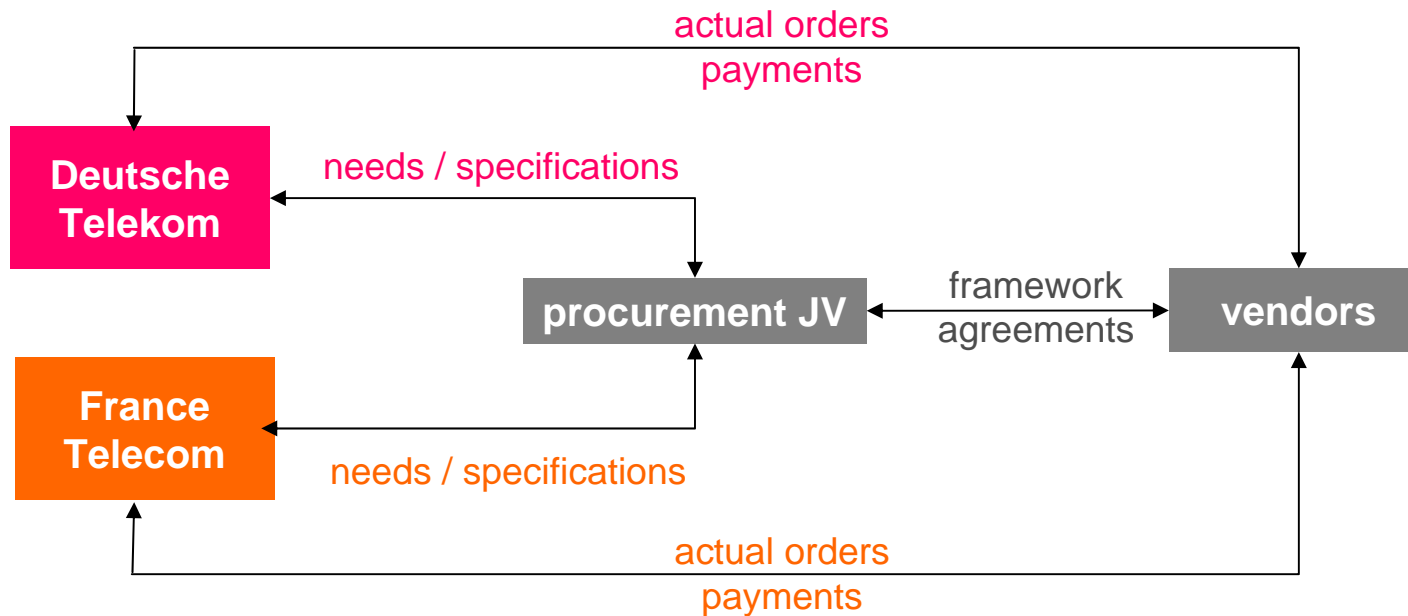 actual orders
payments
Deutsche
Telekom
needs / specifications
procurement JV
framework
agreements
vendors
France
Telecom
needs / specifications
actual orders
payments